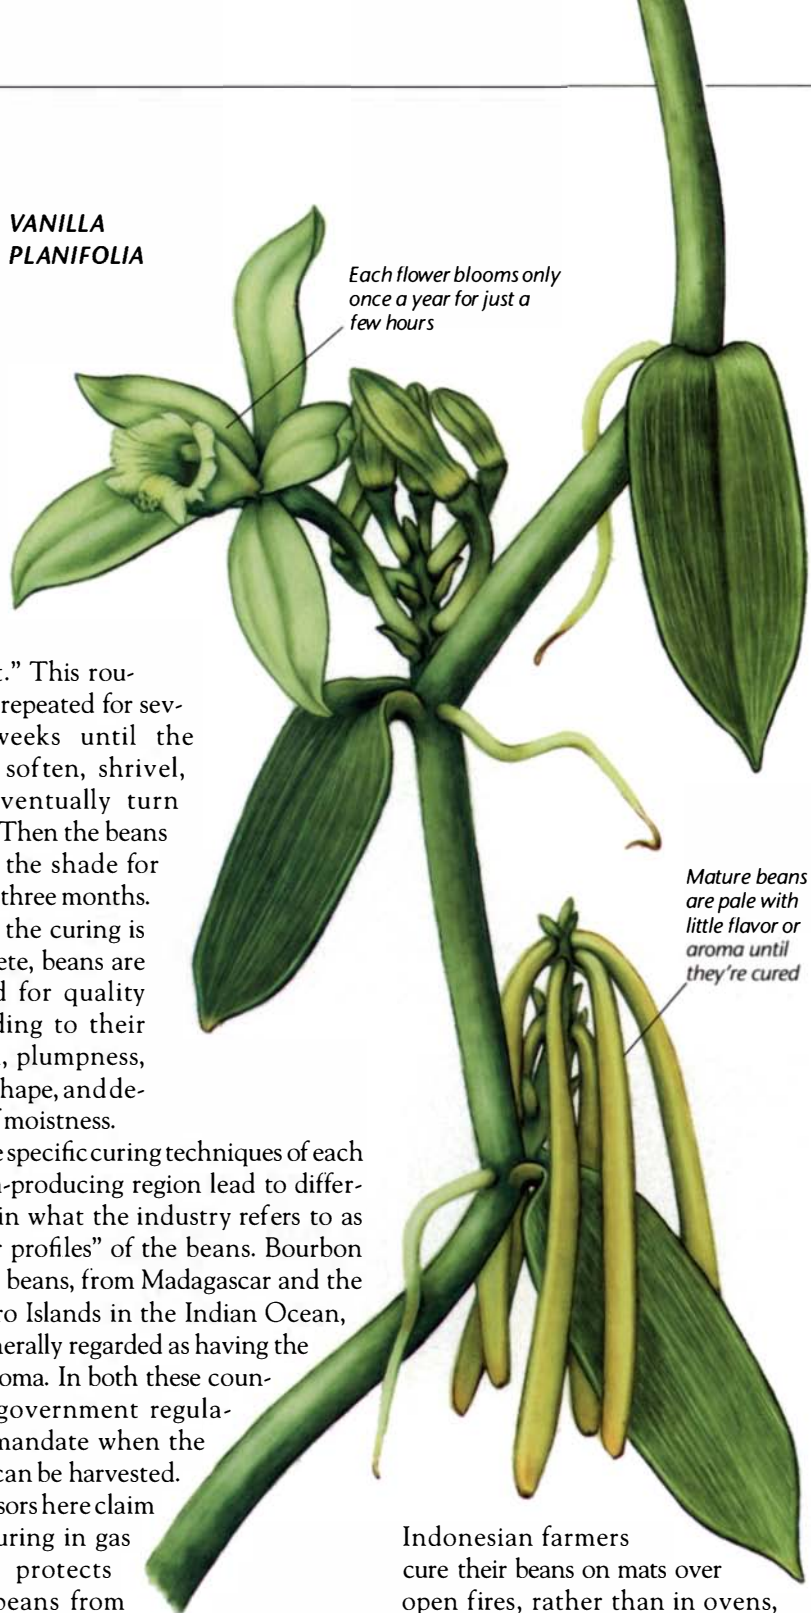 VANILLA
PLANIFOLIA
Each flower blooms only
once a year for just a
few hours
Mature beans
are pale with
little flavor or
aroma until
they're cured
t.” This rou-
repeated for sev-
weeks until the
soften, shrivel,
ventually turn
Then the beans
the shade for
three months.
the curing is
ete, beans are
d for quality
ding to their
, plumpness,
hape, and de-
f moistness.
e specific curing techniques of each
-producing region lead to differ-
in what the industry refers to as
r profiles” of the beans. Bourbon
beans, from Madagascar and the
ro Islands in the Indian Ocean,
nerally regarded as having the
oma. In both these coun-
government regula-
mandate when the
can be harvested.
sors here claim
uring in gas
protects
beans from
Indonesian farmers
cure their beans on mats over
open fires, rather than in ovens,